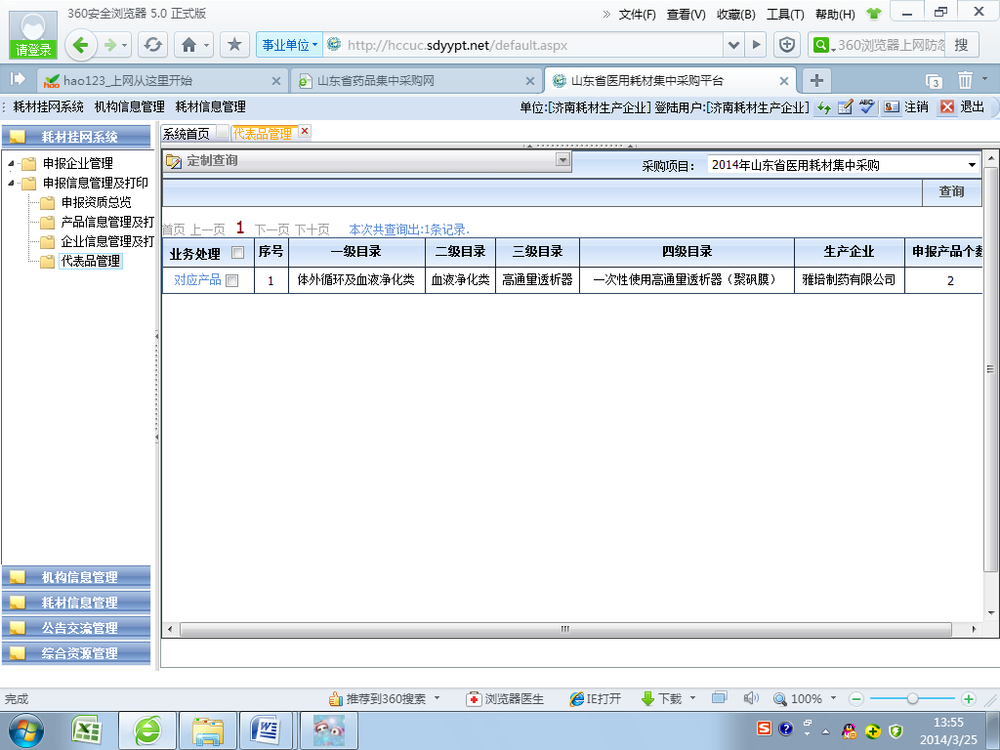 360安全浏览器 5.0 正式版
» 文件(F) 查看(V) 收藏(B) 工具(T) 帮助(H)
请登录
事业单位 http://hccuc.sdyypt.net/default.aspx 360浏览器上网防 搜
hao123_上网从这里开始 山东省药品集中采购网 山东省医用耗材集中采购平台 3
耗材挂网系统 机构信息管理 耗材信息管理 单位:[济南耗材生产企业] 登陆用户:[济南耗材生产企业] 注销 退出
耗材挂网系统
申报企业管理
申报信息管理及打印
申报资质总览
产品信息管理及打
企业信息管理及打
代表品管理
机构信息管理
耗材信息管理
公告交流管理
综合资源管理
系统首页 代表品管理
定制查询 采购项目: 2014年山东省医用耗材集中采购
查询
首页 上一页 1 下一页 下十页 本次共查询出:1条记录.
业务处理 序号 一级目录 二级目录 三级目录 四级目录 生产企业 申报产品个数
对应产品 1 体外循环及血液净化类 血液净化类 高通量透析器 一次性使用高通量透析器（聚砜膜） 雅培制药有限公司 2
完成 推荐到360搜索 浏览器医生 IE打开 下载 100%
13:55
2014/3/25